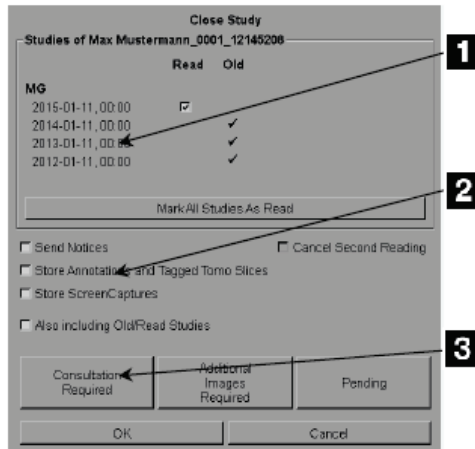 Close Study
Studies of Max Mustermann_0001_12145206
Read Old
MG
2015-01-11, 00:00
2014-01-11, 00:00
2013-01-11, 00:00
2012-01-11, 00:00
Mark All Studies As Read
Send Notices Cancel Second Reading
Store Annotations and Tagged Tomo Slices
Store ScreenCaptures
Also including Old/Read Studies
Consultation Required
Additional Images Required
Pending
OK Cancel
1
2
3